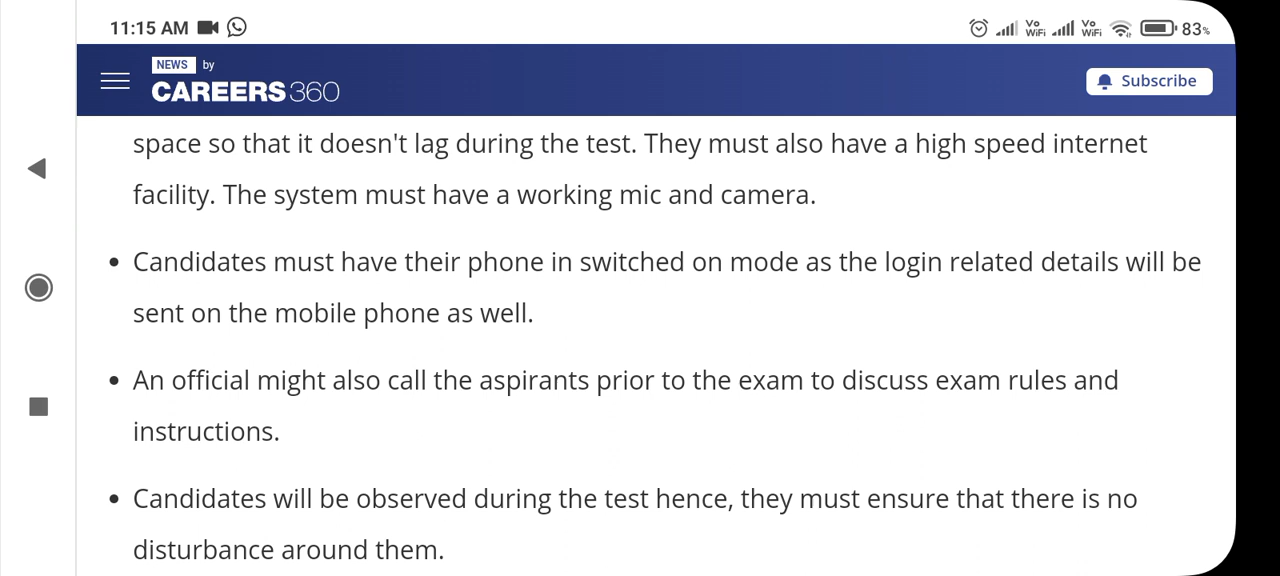 11:15 AM Vo WiFi Vo WiFi 83%
NEWS by
CAREERS360
Subscribe
space so that it doesn't lag during the test. They must also have a high speed internet
facility. The system must have a working mic and camera.
• Candidates must have their phone in switched on mode as the login related details will be
sent on the mobile phone as well.
• An official might also call the aspirants prior to the exam to discuss exam rules and
instructions.
• Candidates will be observed during the test hence, they must ensure that there is no
disturbance around them.